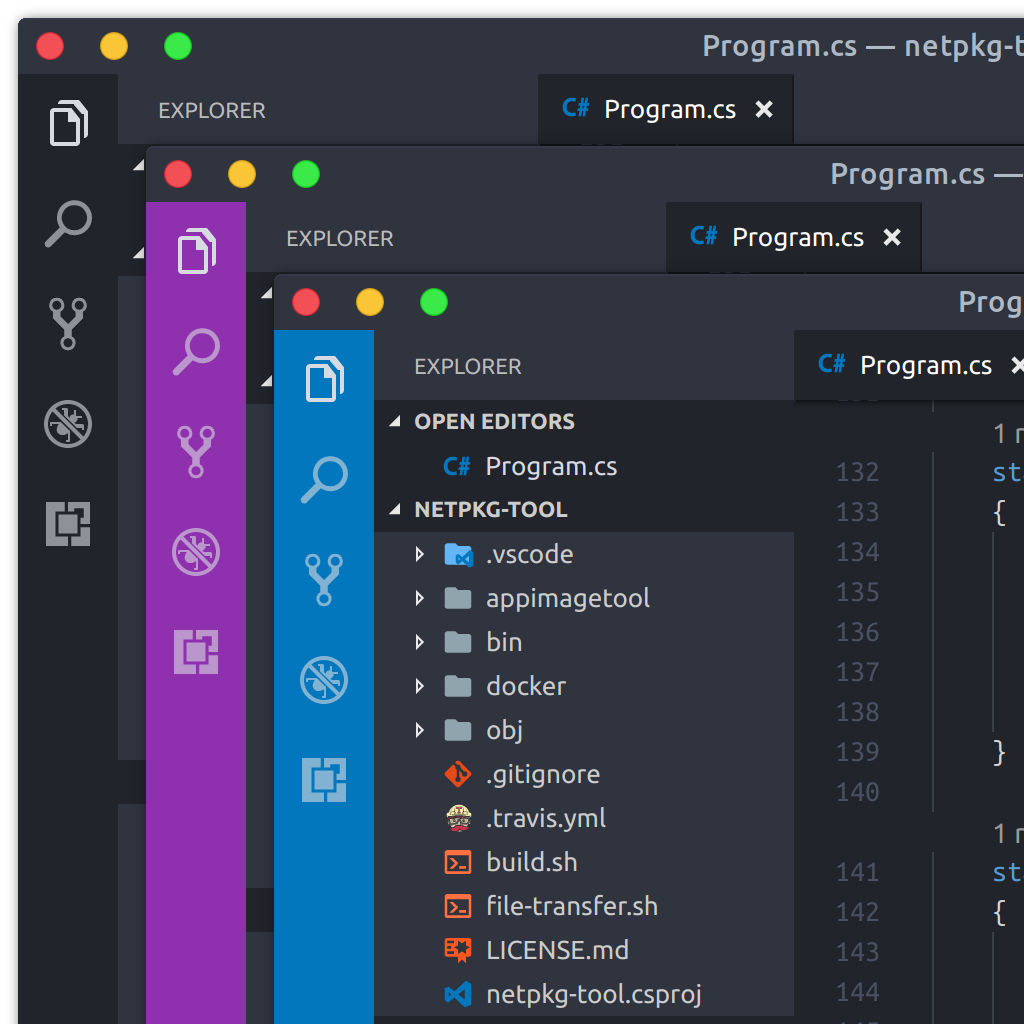 Program.cs — netpkg-t
EXPLORER
C# Program.cs
Program.cs —
EXPLORER
C# Program.cs
Prog
EXPLORER
C# Program.cs
OPEN EDITORS
C# Program.cs
NETPKG-TOOL
.vscode
appimagetool
bin
docker
obj
.gitignore
.travis.yml
build.sh
file-transfer.sh
LICENSE.md
netpkg-tool.csproj
1 r
132 sta
133 {
134
135
136
137
138
139 }
140
1 r
141 sta
142 {
143
144